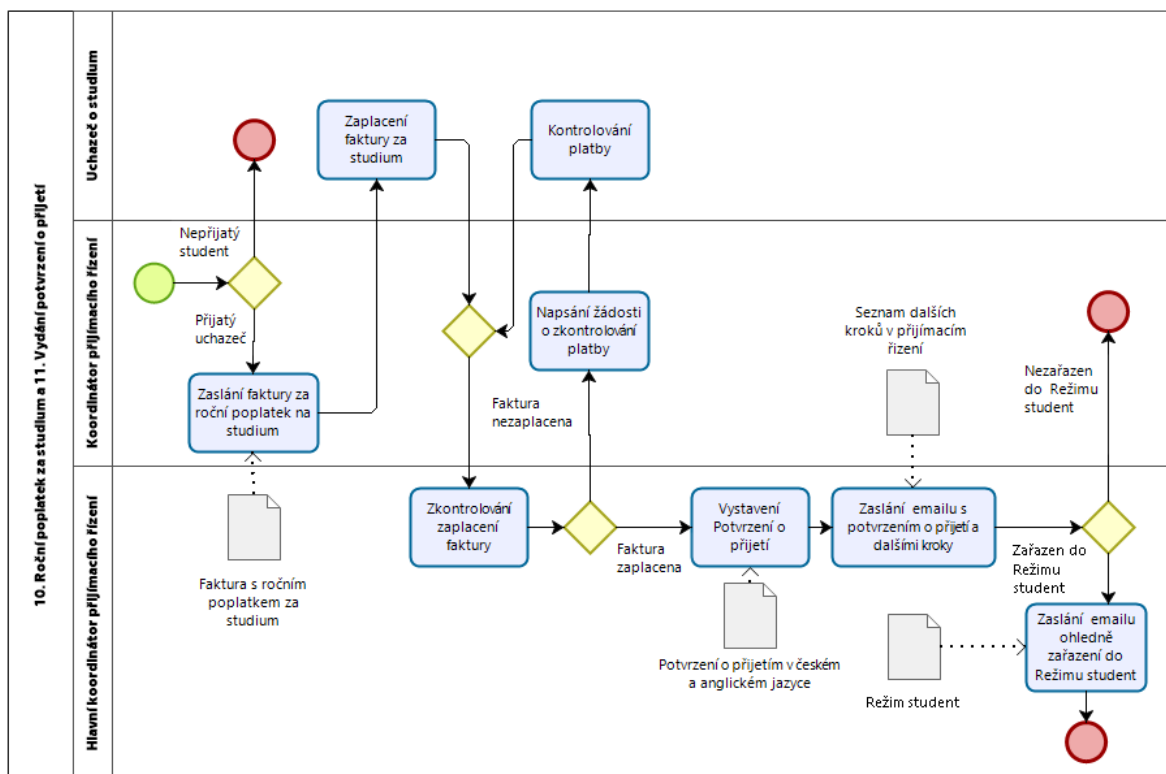 10. Roční poplatek za studium a 11. Vydání potvrzení o přijetí
Uchazeč o studium
Zaplacení
faktury za
studium
Kontrolování
platby
Koordinátor přijímacího řízení
Nepřijatý
student
Přijatý
uchazeč
Zaslání faktury za
roční poplatek na
studium
Napsání žádosti
o zkontrolování
platby
Faktura
nezaplacena
Seznam dalších
kroků v přijímacím
řizení
Nezařazen
do Režimu
student
Hlavní koordinátor přijímacího řízení
Faktura s ročním
poplatkem za
studium
Zkontrolování
zaplacení
faktury
Faktura
zaplacena
Vystavení
Potvrzení o
přijetí
Potvrzení o přijetím v českém
a anglickém jazyce
Zaslání emailu s
potvrzením o přijetí a
dalšími kroky
Zařazen do
Režimu
student
Režim student
Zaslání emailu
ohledně
zařazení do
Režimu student